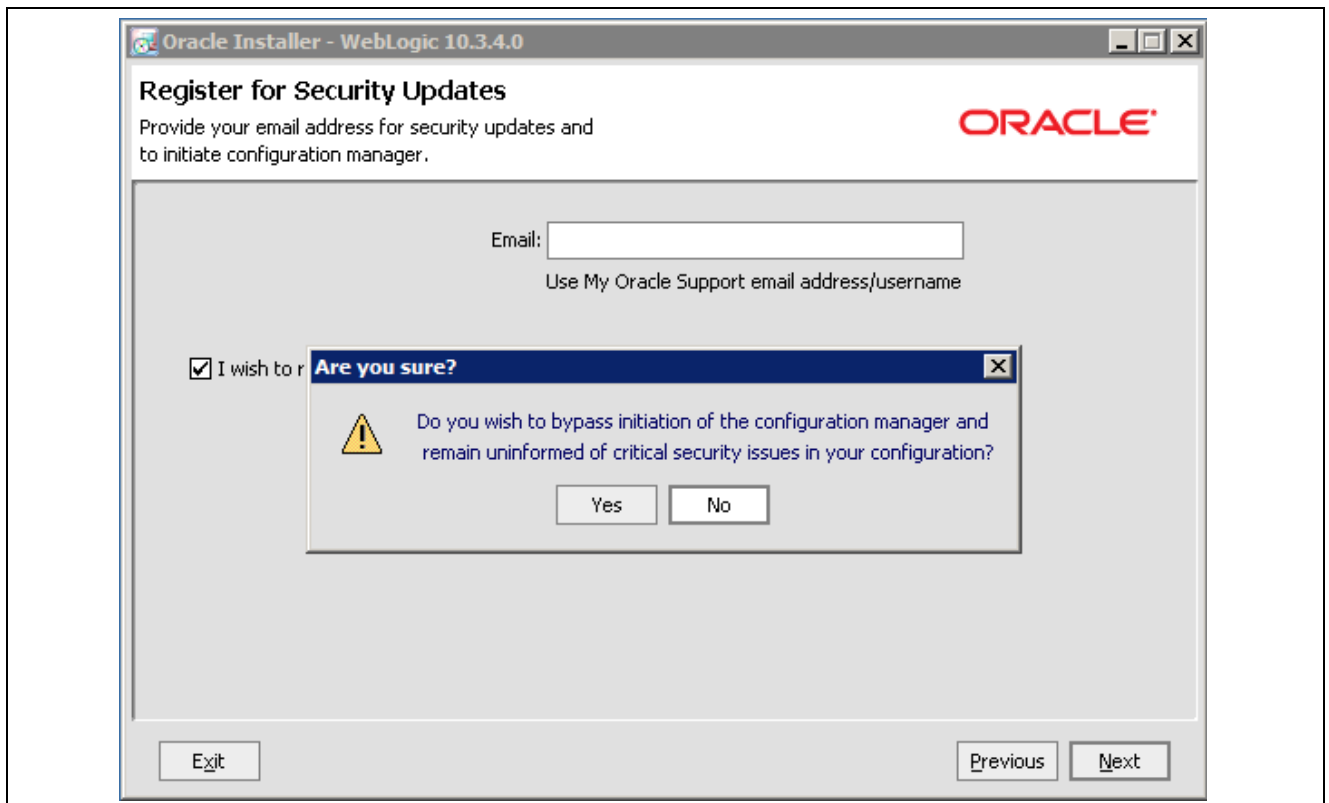 Oracle Installer - WebLogic 10.3.4.0
Register for Security Updates
Provide your email address for security updates and
to initiate configuration manager.
ORACLE
Email:
Use My Oracle Support email address/username
I wish to r
Are you sure?
Do you wish to bypass initiation of the configuration manager and
remain uninformed of critical security issues in your configuration?
Yes No
Exit Previous Next